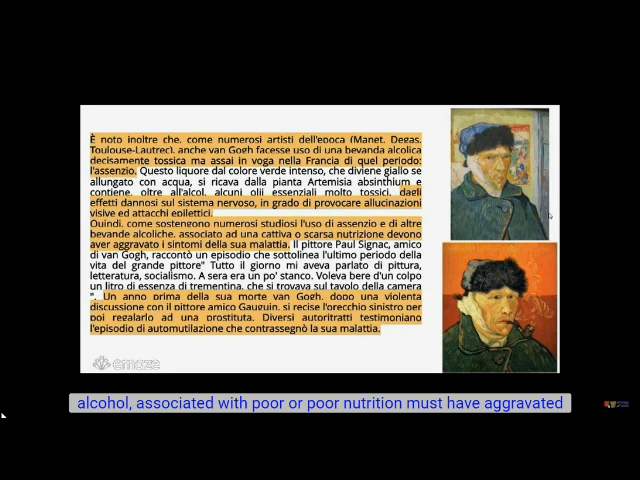 È noto inoltre che, come numerosi artisti dell'epoca (Manet, Degas,
Toulouse-Lautrec), anche van Gogh facesse uso di una bevanda alcolica
decisamente tossica ma assai in voga nella Francia di quel periodo:
l'assenzio. Questo liquore dal colore verde intenso, che diviene giallo se
allungato con acqua, si ricava dalla pianta Artemisia absinthium e
contiene, oltre all'alcol, alcuni olii essenziali molto tossici, dagli
effetti dannosi sul sistema nervoso, in grado di provocare allucinazioni
visive ed attacchi epilettici.
Quindi, come sostengono numerosi studiosi l'uso di assenzio e di altre
bevande alcoliche, associato ad una cattiva o scarsa nutrizione devono
aver aggravato i sintomi della sua malattia. Il pittore Paul Signac, amico
di van Gogh, raccontò un episodio che sottolinea l'ultimo periodo della
vita del grande pittore" Tutto il giorno mi aveva parlato di pittura,
letteratura, socialismo. A sera era un po' stanco. Voleva bere d'un colpo
un litro di essenza di trementina, che si trovava sul tavolo della camera
". Un anno prima della sua morte van Gogh, dopo una violenta
discussione con il pittore amico Gauguin, si recise l'orecchio sinistro per
poi regalarlo ad una prostituta. Diversi autoritratti testimoniano
l'episodio di automutilazione che contrassegnò la sua malattia.
emaze
alcohol, associated with poor or poor nutrition must have aggravated